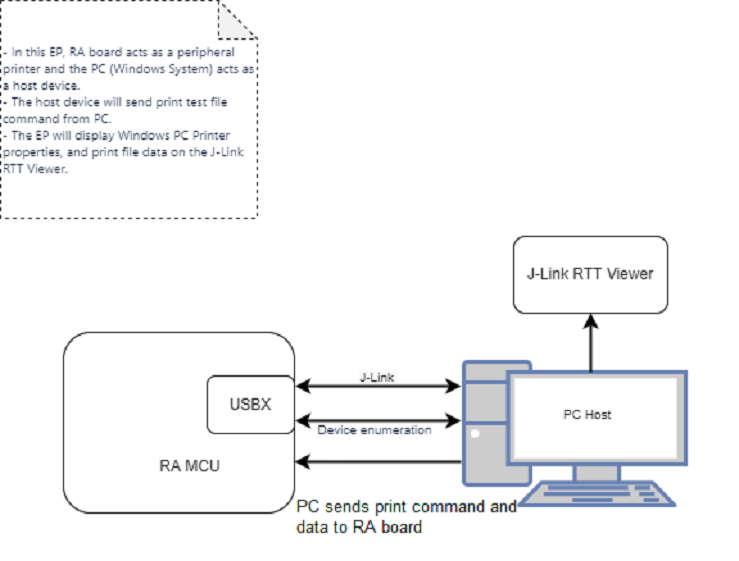 - In this EP, RA board acts as a peripheral
printer and the PC (Windows System) acts as
a host device.
- The host device will send print test file
command from PC.
- The EP will display Windows PC Printer
properties, and print file data on the J-Link
RTT Viewer.
J-Link RTT Viewer
J-Link
USBX
PC Host
Device enumeration
RA MCU
PC sends print command and
data to RA board